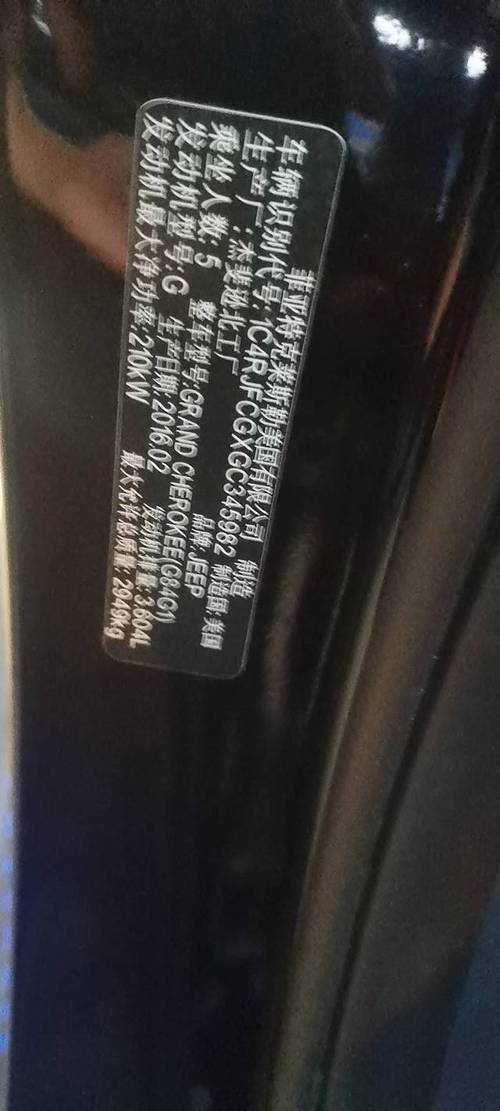 菲亚特克莱斯勒美国有限公司 制造
车辆识别代号:1C4RJFCGXGC345982 制造国:美国
生产厂:杰斐逊北工厂 品牌:JEEP
乘坐人数:5 整车型号:GRAND CHEROKEE(G84G1)
发动机型号:G 生产日期:2016.02 发动机排量:3.604L
发动机最大净功率:210KW 最大允许总质量:2949kg